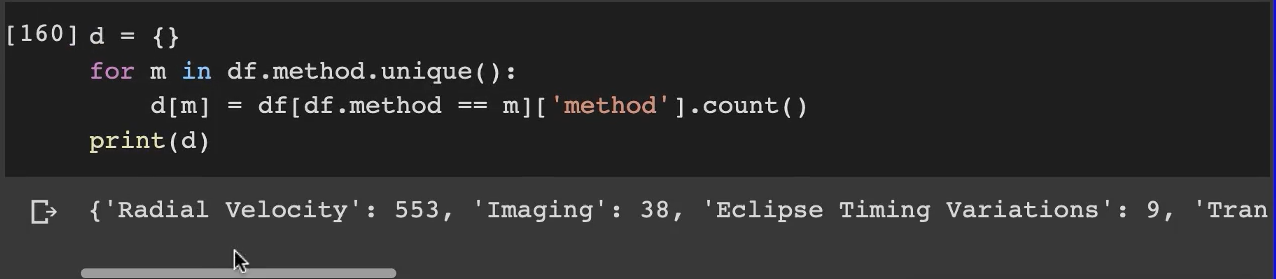 [160] d = {}
for m in df.method.unique():
    d[m] = df[df.method == m]['method'].count()
print(d)
{'Radial Velocity': 553, 'Imaging': 38, 'Eclipse Timing Variations': 9, 'Tran